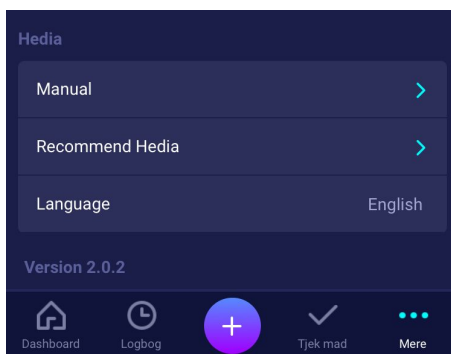 Hedia
Manual
Recommend Hedia
Language English
Version 2.0.2
Dashboard Logbog Tjek mad Mere